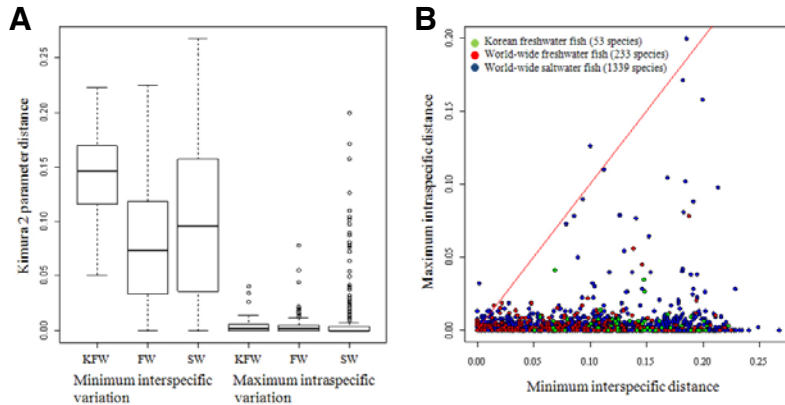 A
Kimura 2 parameter distance
0.25
0.20
0.15
0.10
0.05
0.00
KFW FW SW KFW FW SW
Minimum interspecific variation
Maximum intraspecific variation
B
Maximum intraspecific distance
0.20
0.15
0.10
0.05
0.00
Korean freshwater fish (53 species)
World-wide freshwater fish (233 species)
World-wide saltwater fish (1339 species)
0.00 0.05 0.10 0.15 0.20 0.25
Minimum interspecific distance